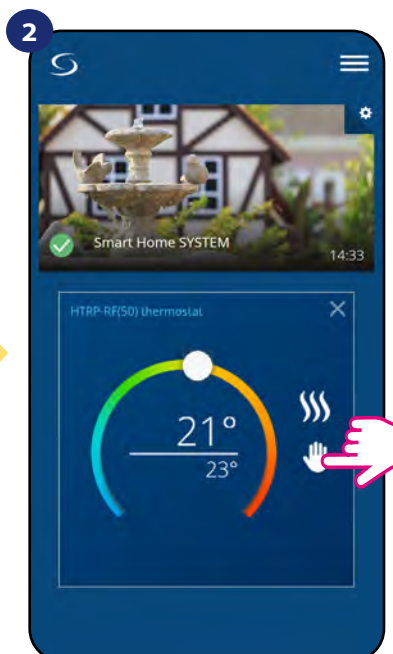 2
Smart Home SYSTEM
14:33
HTRP-RF(50) thermostat
21°
23°